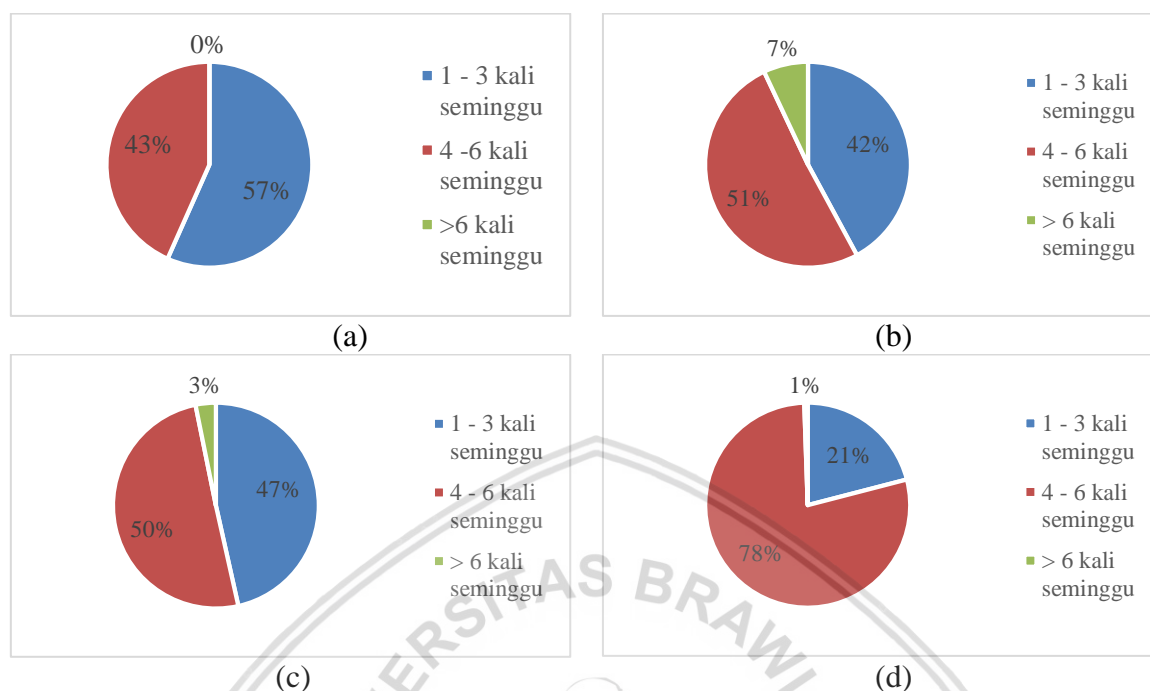 0%
43%
57%
1 - 3 kali
seminggu
4 -6 kali
seminggu
>6 kali
seminggu
(a)
7%
42%
51%
1 - 3 kali
seminggu
4 - 6 kali
seminggu
> 6 kali
seminggu
(b)
3%
47%
50%
1 - 3 kali
seminggu
4 - 6 kali
seminggu
> 6 kali
seminggu
(c)
1%
21%
78%
1 - 3 kali
seminggu
4 - 6 kali
seminggu
> 6 kali
seminggu
(d)
ERSITAS BRAWI